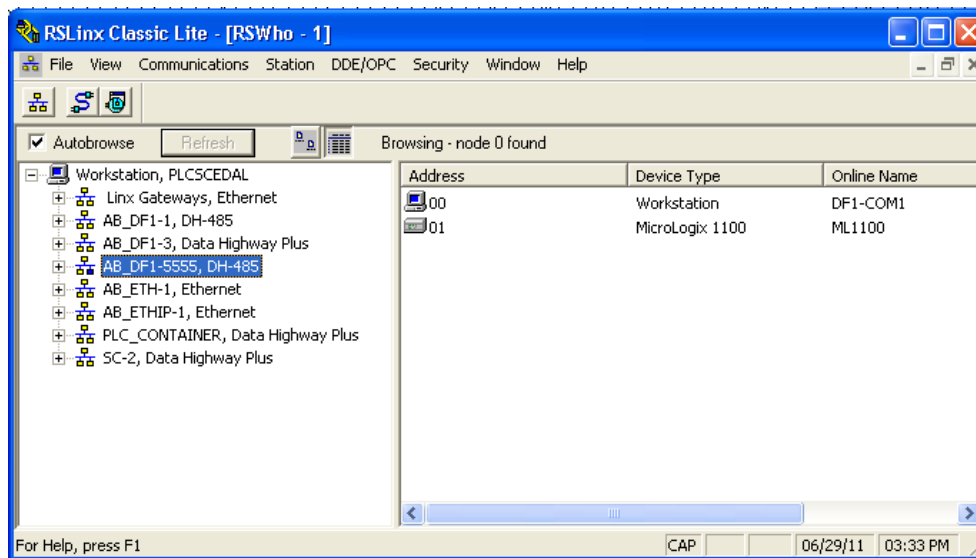 RSLinx Classic Lite - [RSWho - 1]
File View Communications Station DDE/OPC Security Window Help
Autobrowse Refresh Browsing - node 0 found
Workstation, PLCSCEDAL
Linx Gateways, Ethernet
AB_DF1-1, DH-485
AB_DF1-3, Data Highway Plus
AB_DF1-5555, DH-485
AB_ETH-1, Ethernet
AB_ETHIP-1, Ethernet
PLC_CONTAINER, Data Highway Plus
SC-2, Data Highway Plus
Address Device Type Online Name
00 Workstation DF1-COM1
01 MicroLogix 1100 ML1100
For Help, press F1 CAP 06/29/11 03:33 PM